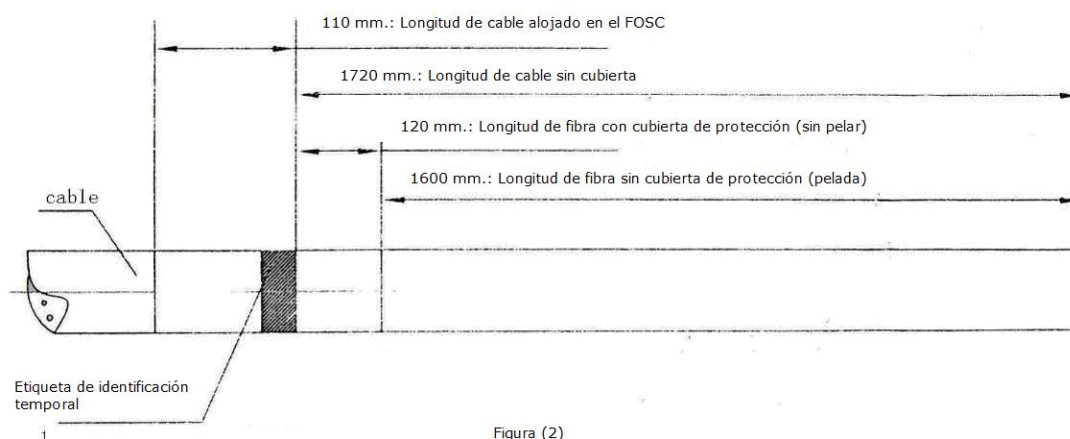 110 mm.: Longitud de cable alojado en el FOSC
1720 mm.: Longitud de cable sin cubierta
120 mm.: Longitud de fibra con cubierta de protección (sin pelar)
1600 mm.: Longitud de fibra sin cubierta de protección (pelada)
cable
Etiqueta de identificación
temporal
1
Figura (2)